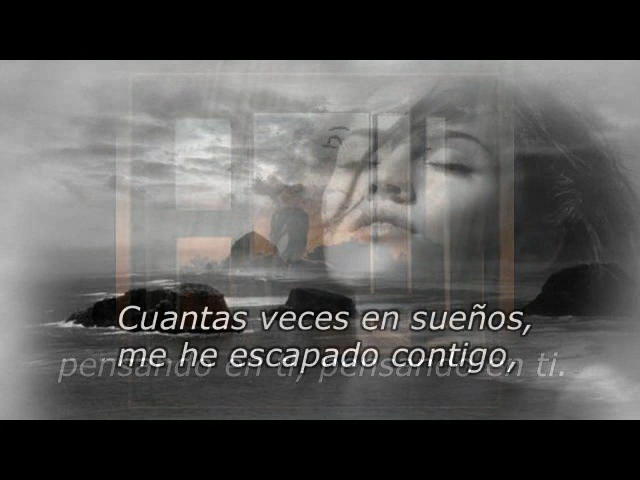 Cuantas veces en sueños,
me he escapado contigo,
pensando en ti, pensando en ti.